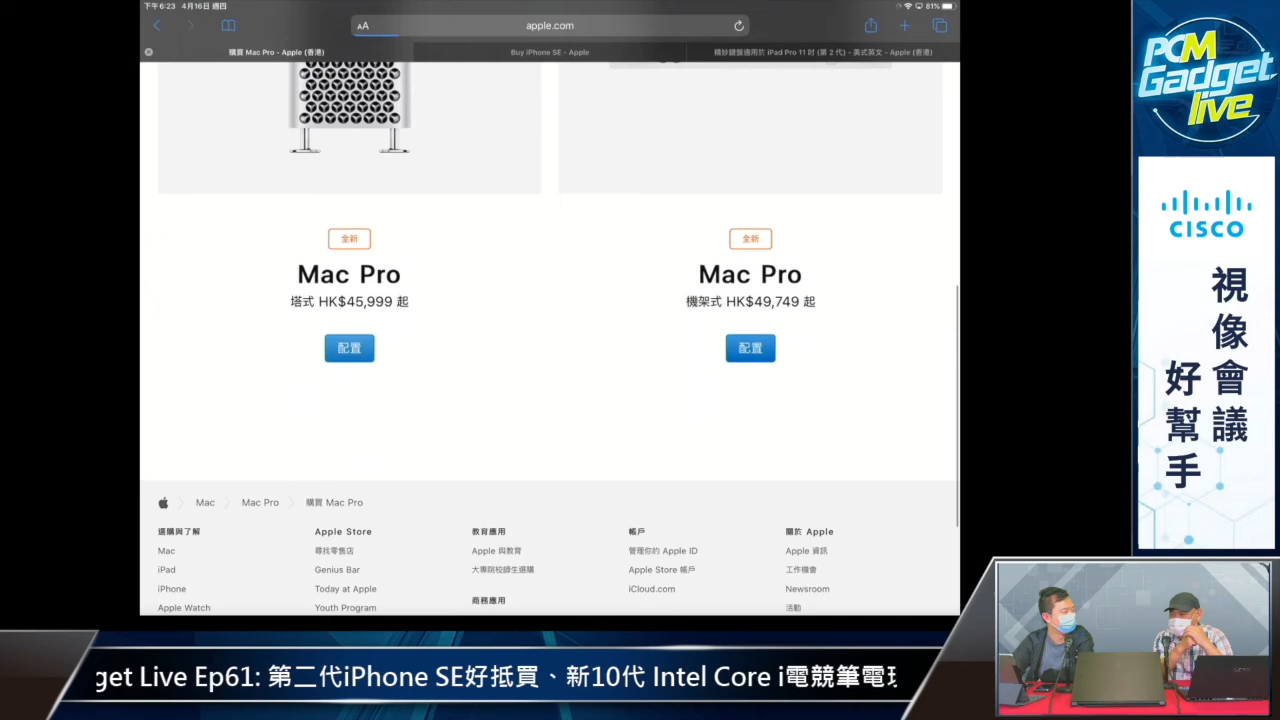 下午6:23 4月16日 週四
81%
AA
apple.com
購買 Mac Pro - Apple (香港)
Buy iPhone SE - Apple
精妙鍵盤適用於 iPad Pro 11 吋 (第 2 代) - 美式英文 - Apple (香港)
全新
Mac Pro
塔式 HK$45,999 起
配置
全新
Mac Pro
機架式 HK$49,749 起
配置
Mac
Mac Pro
購買 Mac Pro
選購與了解
Mac
iPad
iPhone
Apple Watch
Apple Store
尋找零售店
Genius Bar
Today at Apple
Youth Program
教育應用
Apple 與教育
大專院校師生選購
商務應用
帳戶
管理你的 Apple ID
Apple Store 帳戶
iCloud.com
關於 Apple
Apple 資訊
工作機會
Newsroom
活動
PCM
Gadget
live
CISCO
視像會議
好幫手
get Live Ep61: 第二代iPhone SE好抵買、新10代 Intel Core i電競筆電